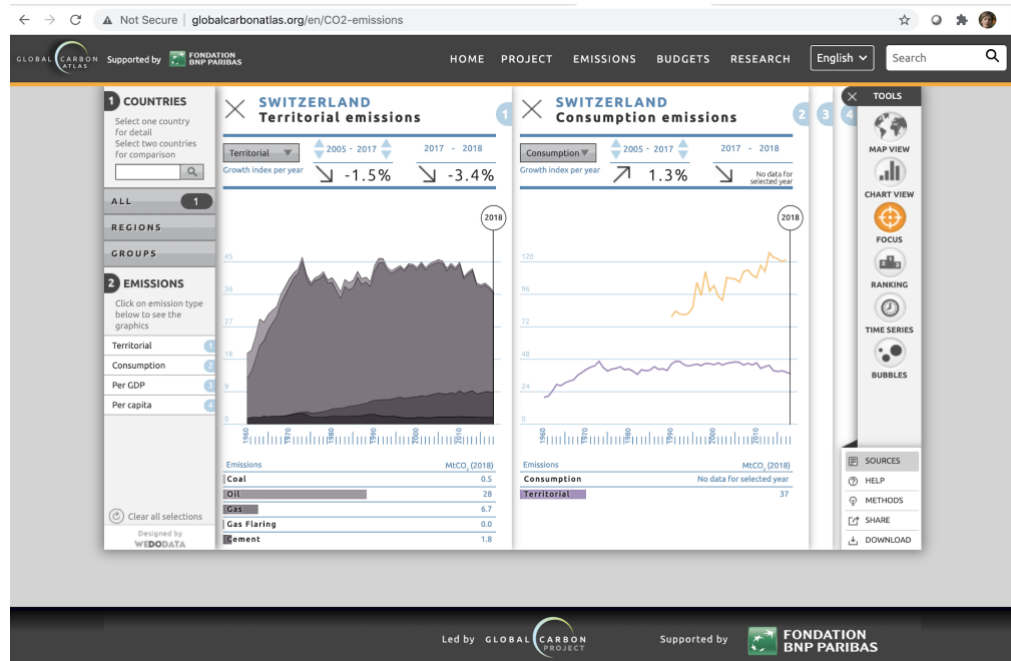 Not Secure | globalcarbonatlas.org/en/CO2-emissions
GLOBAL CARBON ATLAS
Supported by FONDATION BNP PARIBAS
HOME PROJECT EMISSIONS BUDGETS RESEARCH
English
Search
1 COUNTRIES
Select one country
for detail
Select two countries
for comparison
ALL 1
REGIONS
GROUPS
2 EMISSIONS
Click on emission type
below to see the
graphics
Territorial 1
Consumption 2
Per GDP 3
Per capita 4
Clear all selections
Designed by
WEDODATA
SWITZERLAND 1
Territorial emissions
Territorial 2005 - 2017 2017 - 2018
Growth index per year -1.5% -3.4%
2018
45
36
27
18
9
0
1960 1970 1980 1990 2000 2010
Emissions MtCO₂ (2018)
Coal 0.5
Oil 28
Gas 6.7
Gas Flaring 0.0
Cement 1.8
SWITZERLAND 2 3 4
Consumption emissions
Consumption 2005 - 2017 2017 - 2018
Growth index per year 1.3% No data for
selected year
2018
120
96
72
48
24
0
1960 1970 1980 1990 2000 2010
Emissions MtCO₂ (2018)
Consumption No data for selected year
Territorial 37
TOOLS
MAP VIEW
CHART VIEW
FOCUS
RANKING
TIME SERIES
BUBBLES
SOURCES
HELP
METHODS
SHARE
DOWNLOAD
Led by GLOBAL CARBON PROJECT
Supported by FONDATION BNP PARIBAS